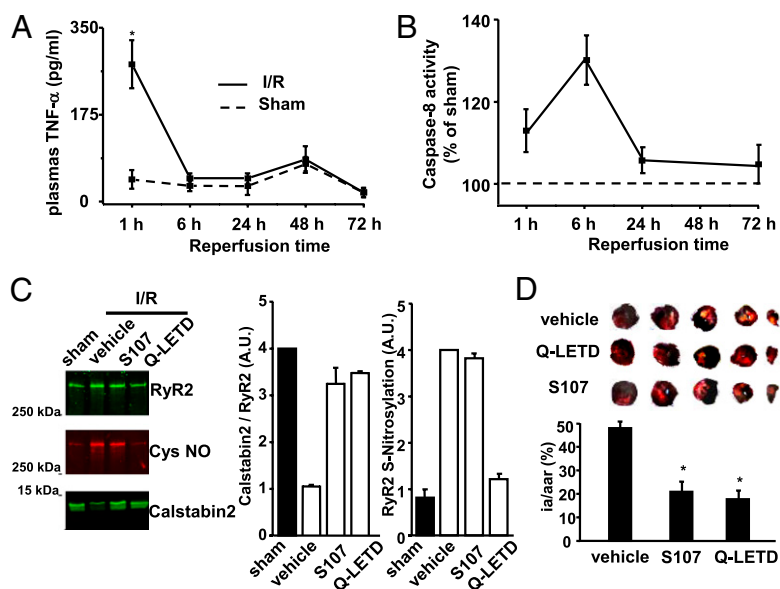 A
plasmas TNF-α (pg/ml)
350
175
0
*
I/R
Sham
1 h 6 h 24 h 48 h 72 h
Reperfusion time
B
Caspase-8 activity
(% of sham)
140
120
100
1 h 6 h 24 h 48 h 72 h
Reperfusion time
C
I/R
sham
vehicle
S107
Q-LETD
RyR2
250 kDa
Cys NO
250 kDa
15 kDa
Calstabin2
Calstabin2 / RyR2 (A.U.)
5
4
3
2
1
0
sham
vehicle
S107
Q-LETD
RyR2 S-Nitrosylation (A.U.)
5
4
3
2
1
0
sham
vehicle
S107
Q-LETD
D
vehicle
Q-LETD
S107
ia/aar (%)
50
40
30
20
10
0
* *
vehicle S107 Q-LETD